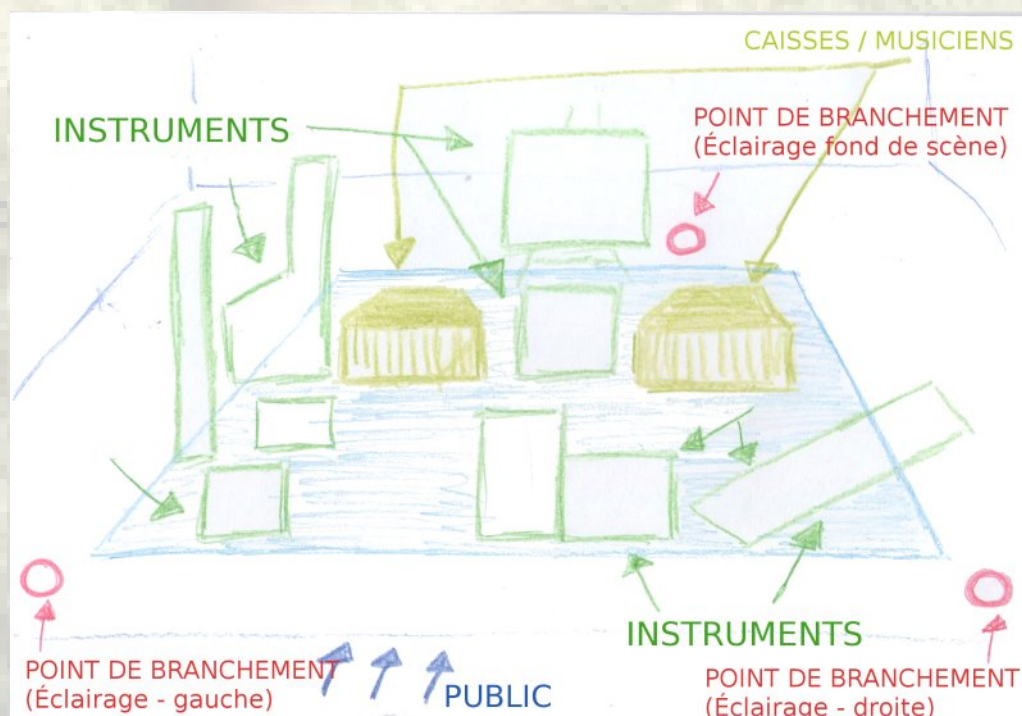 CAISSES / MUSICIENS
INSTRUMENTS
POINT DE BRANCHEMENT
(Éclairage fond de scène)
INSTRUMENTS
POINT DE BRANCHEMENT
(Éclairage - gauche)
PUBLIC
POINT DE BRANCHEMENT
(Éclairage - droite)